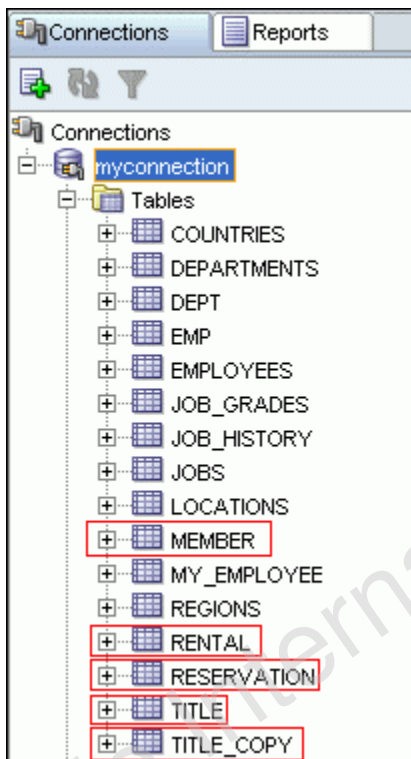 Connections Reports
Connections
myconnection
Tables
COUNTRIES
DEPARTMENTS
DEPT
EMP
EMPLOYEES
JOB_GRADES
JOB_HISTORY
JOBS
LOCATIONS
MEMBER
MY_EMPLOYEE
REGIONS
RENTAL
RESERVATION
TITLE
TITLE_COPY